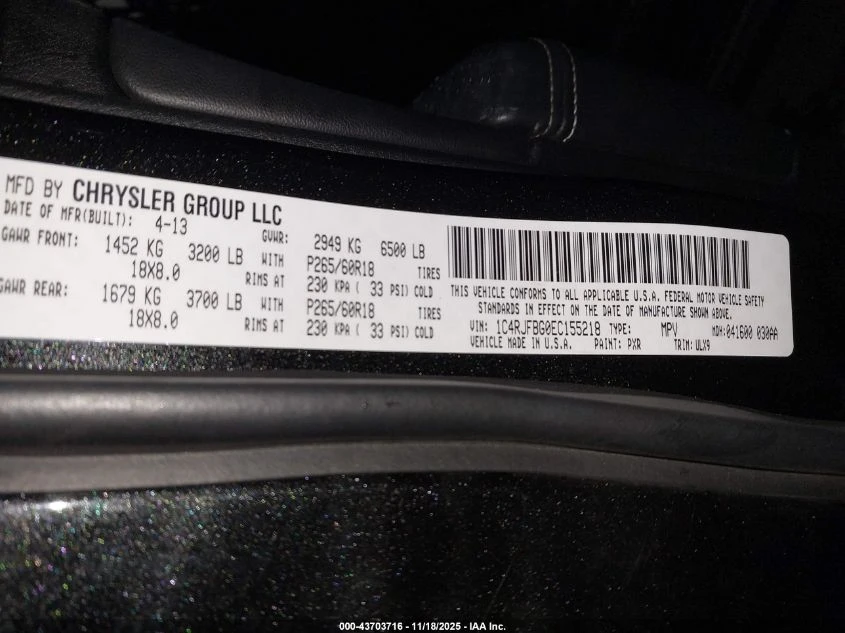 MFD BY CHRYSLER GROUP LLC
DATE OF MFR(BUILT): 4-13 GVWR: 2949 KG 6500 LB
GAWR FRONT: 1452 KG 3200 LB WITH P265/60R18 TIRES
18X8.0 RIMS AT 230 KPA ( 33 PSI) COLD
GAWR REAR: 1679 KG 3700 LB WITH P265/60R18 TIRES
18X8.0 RIMS AT 230 KPA ( 33 PSI) COLD
THIS VEHICLE CONFORMS TO ALL APPLICABLE U.S.A. FEDERAL MOTOR VEHICLE SAFETY
STANDARDS IN EFFECT ON THE DATE OF MANUFACTURE SHOWN ABOVE.
VIN: 1C4RJFBG0EC155218 TYPE: MPV MDH:041600 030AA
VEHICLE MADE IN U.S.A. PAINT: PXR TRIM: ULX9
000-43703716 - 11/18/2025 - IAA Inc.